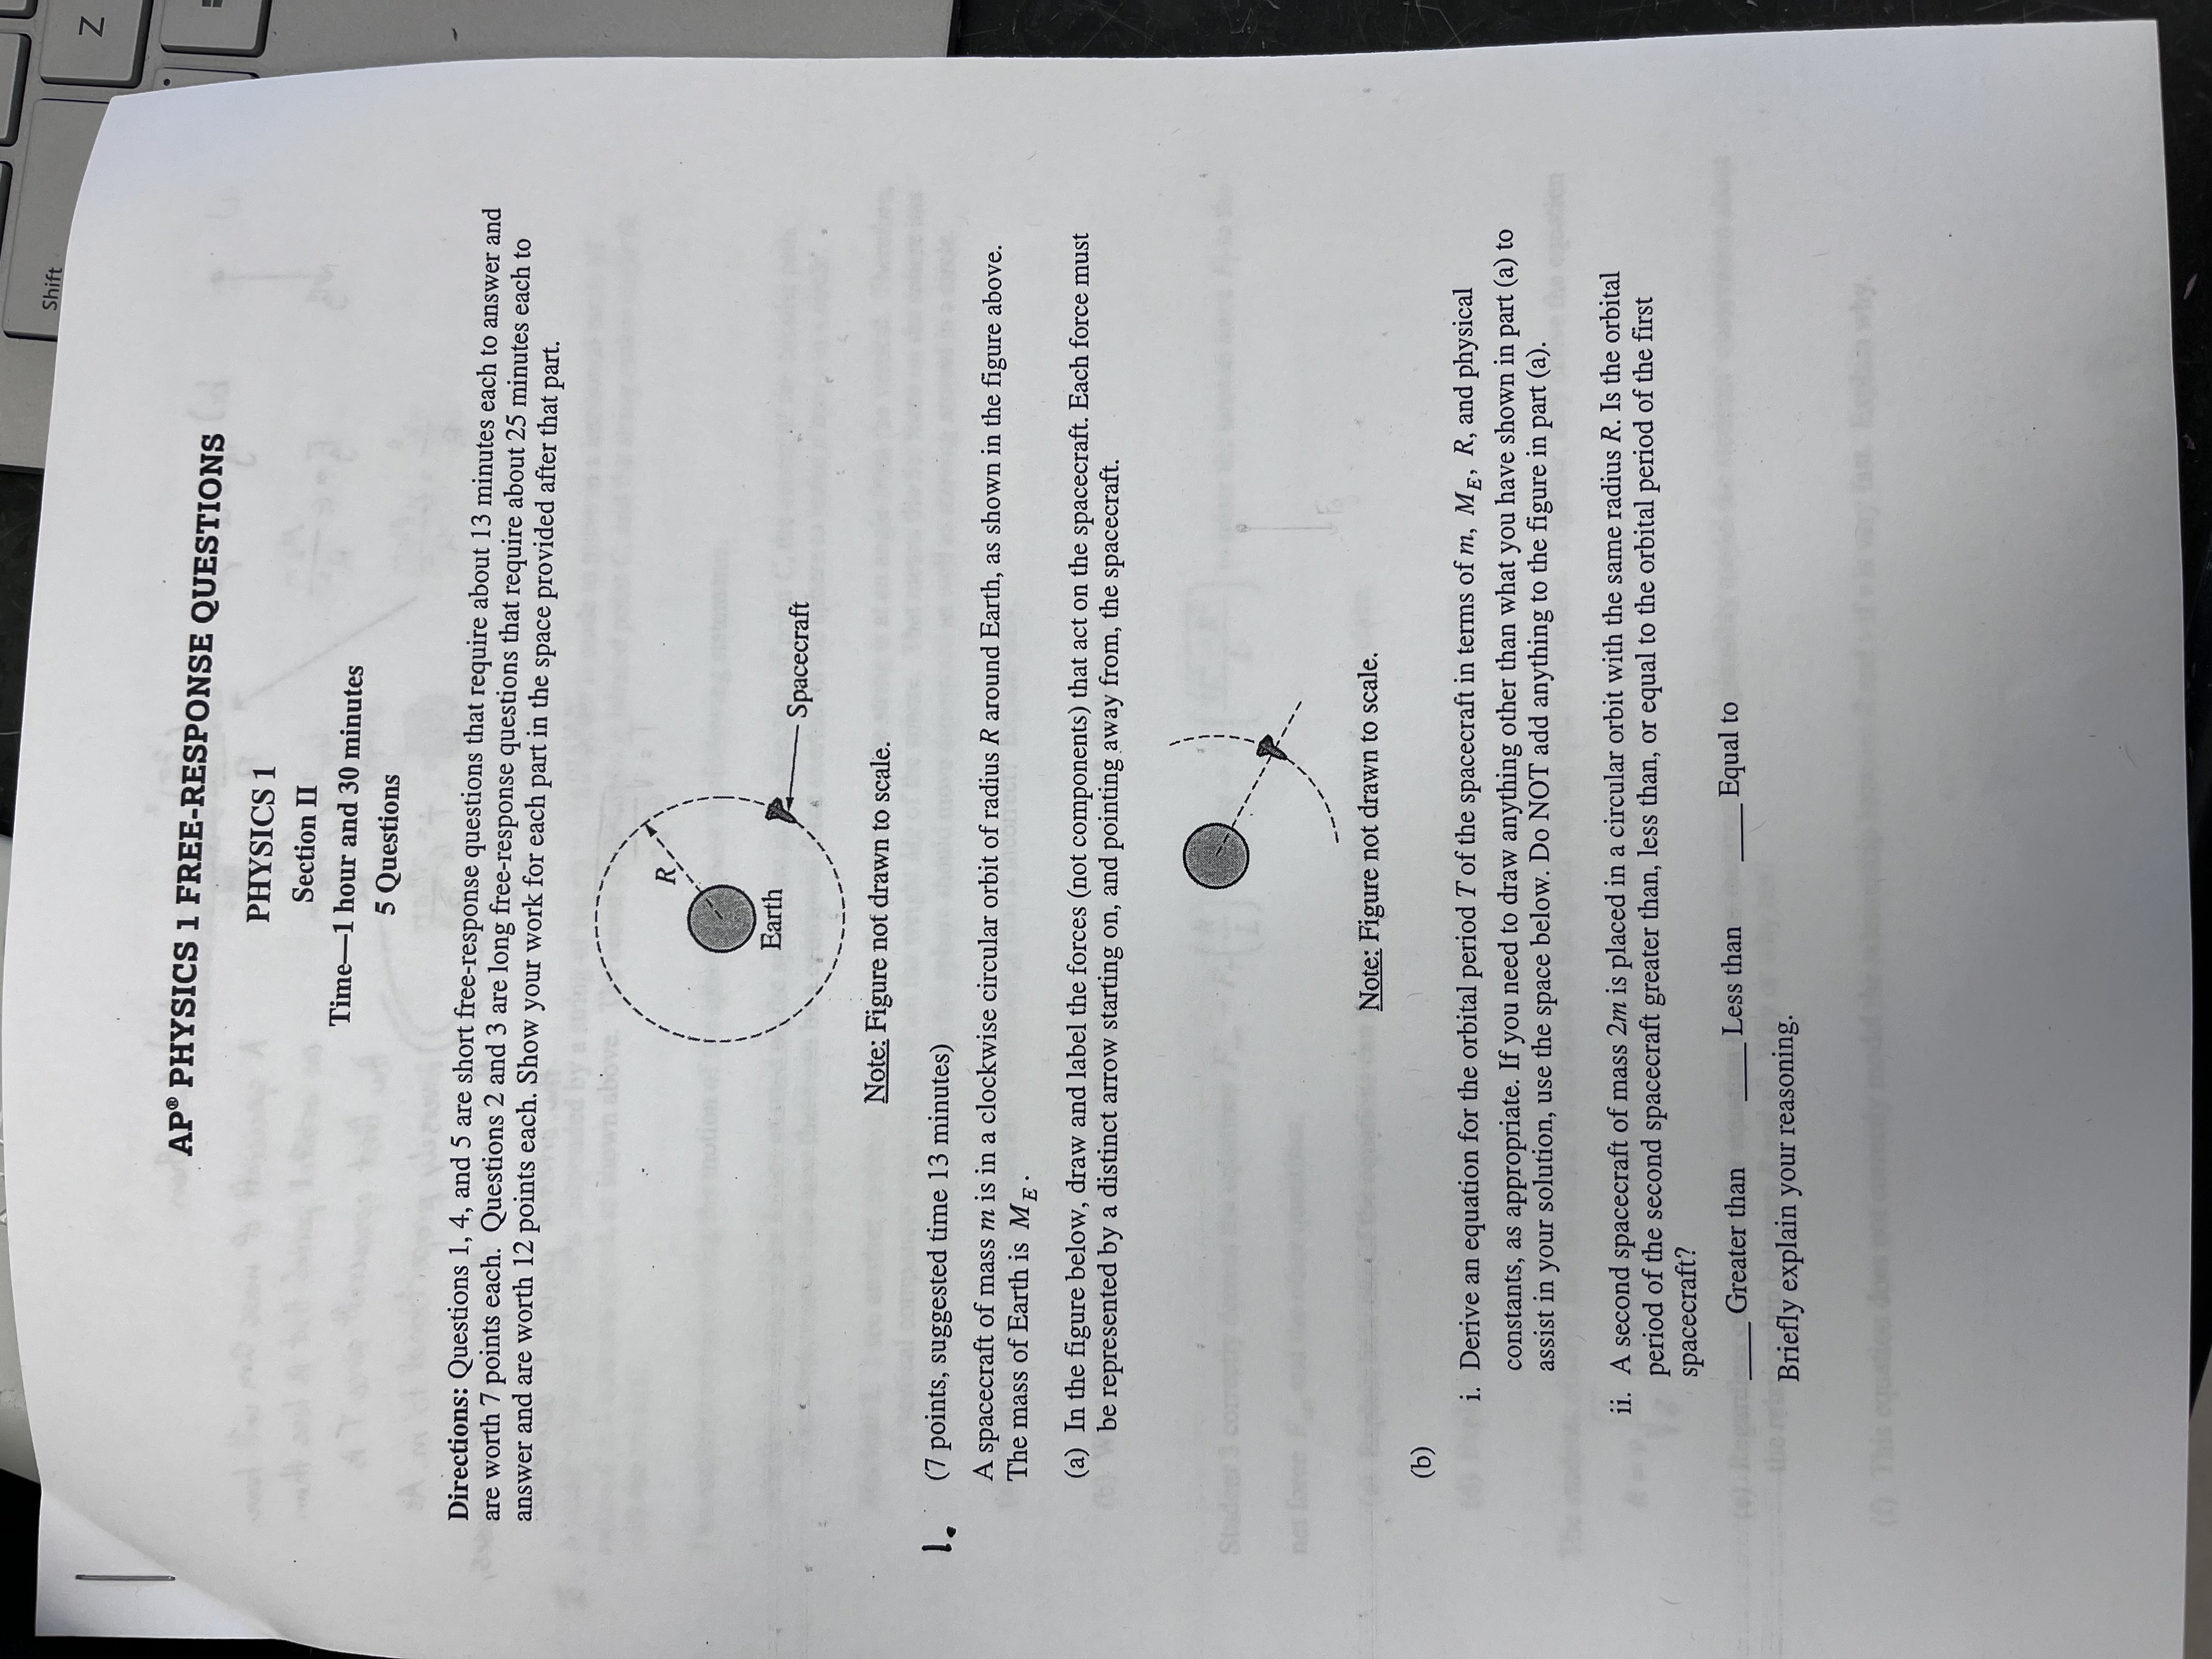 Shift
Z
AP® PHYSICS 1 FREE-RESPONSE QUESTIONS
PHYSICS 1
Section II
Time—1 hour and 30 minutes
5 Questions
Directions: Questions 1, 4, and 5 are short free-response questions that require about 13 minutes each to answer and
are worth 7 points each. Questions 2 and 3 are long free-response questions that require about 25 minutes each to
answer and are worth 12 points each. Show your work for each part in the space provided after that part.
R
Earth
Spacecraft
Note: Figure not drawn to scale.
1. (7 points, suggested time 13 minutes)
A spacecraft of mass m is in a clockwise circular orbit of radius R around Earth, as shown in the figure above.
The mass of Earth is M_E.
(a) In the figure below, draw and label the forces (not components) that act on the spacecraft. Each force must
be represented by a distinct arrow starting on, and pointing away from, the spacecraft.
Note: Figure not drawn to scale.
(b)
i. Derive an equation for the orbital period T of the spacecraft in terms of m, M_E, R, and physical
constants, as appropriate. If you need to draw anything other than what you have shown in part (a) to
assist in your solution, use the space below. Do NOT add anything to the figure in part (a).
ii. A second spacecraft of mass 2m is placed in a circular orbit with the same radius R. Is the orbital
period of the second spacecraft greater than, less than, or equal to the orbital period of the first
spacecraft?
____ Greater than ____ Less than ____ Equal to
Briefly explain your reasoning.